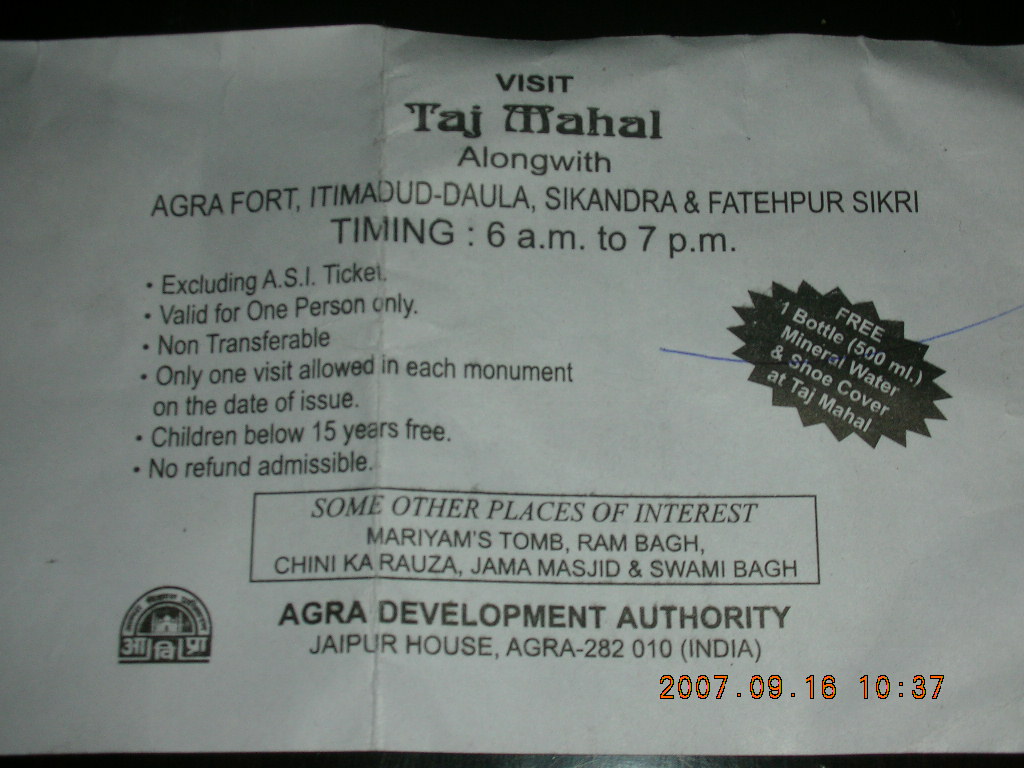 VISIT
Taj Mahal
Alongwith
AGRA FORT, ITIMADUD-DAULA, SIKANDRA & FATEHPUR SIKRI
TIMING : 6 a.m. to 7 p.m.
• Excluding A.S.I. Ticket.
• Valid for One Person only.
• Non Transferable
• Only one visit allowed in each monument
on the date of issue.
• Children below 15 years free.
• No refund admissible.
FREE
1 Bottle (500 ml.)
Mineral Water
& Shoe Cover
at Taj Mahal
SOME OTHER PLACES OF INTEREST
MARIYAM'S TOMB, RAM BAGH,
CHINI KA RAUZA, JAMA MASJID & SWAMI BAGH
आ वि प्रा
AGRA DEVELOPMENT AUTHORITY
JAIPUR HOUSE, AGRA-282 010 (INDIA)
2007.09.16 10:37